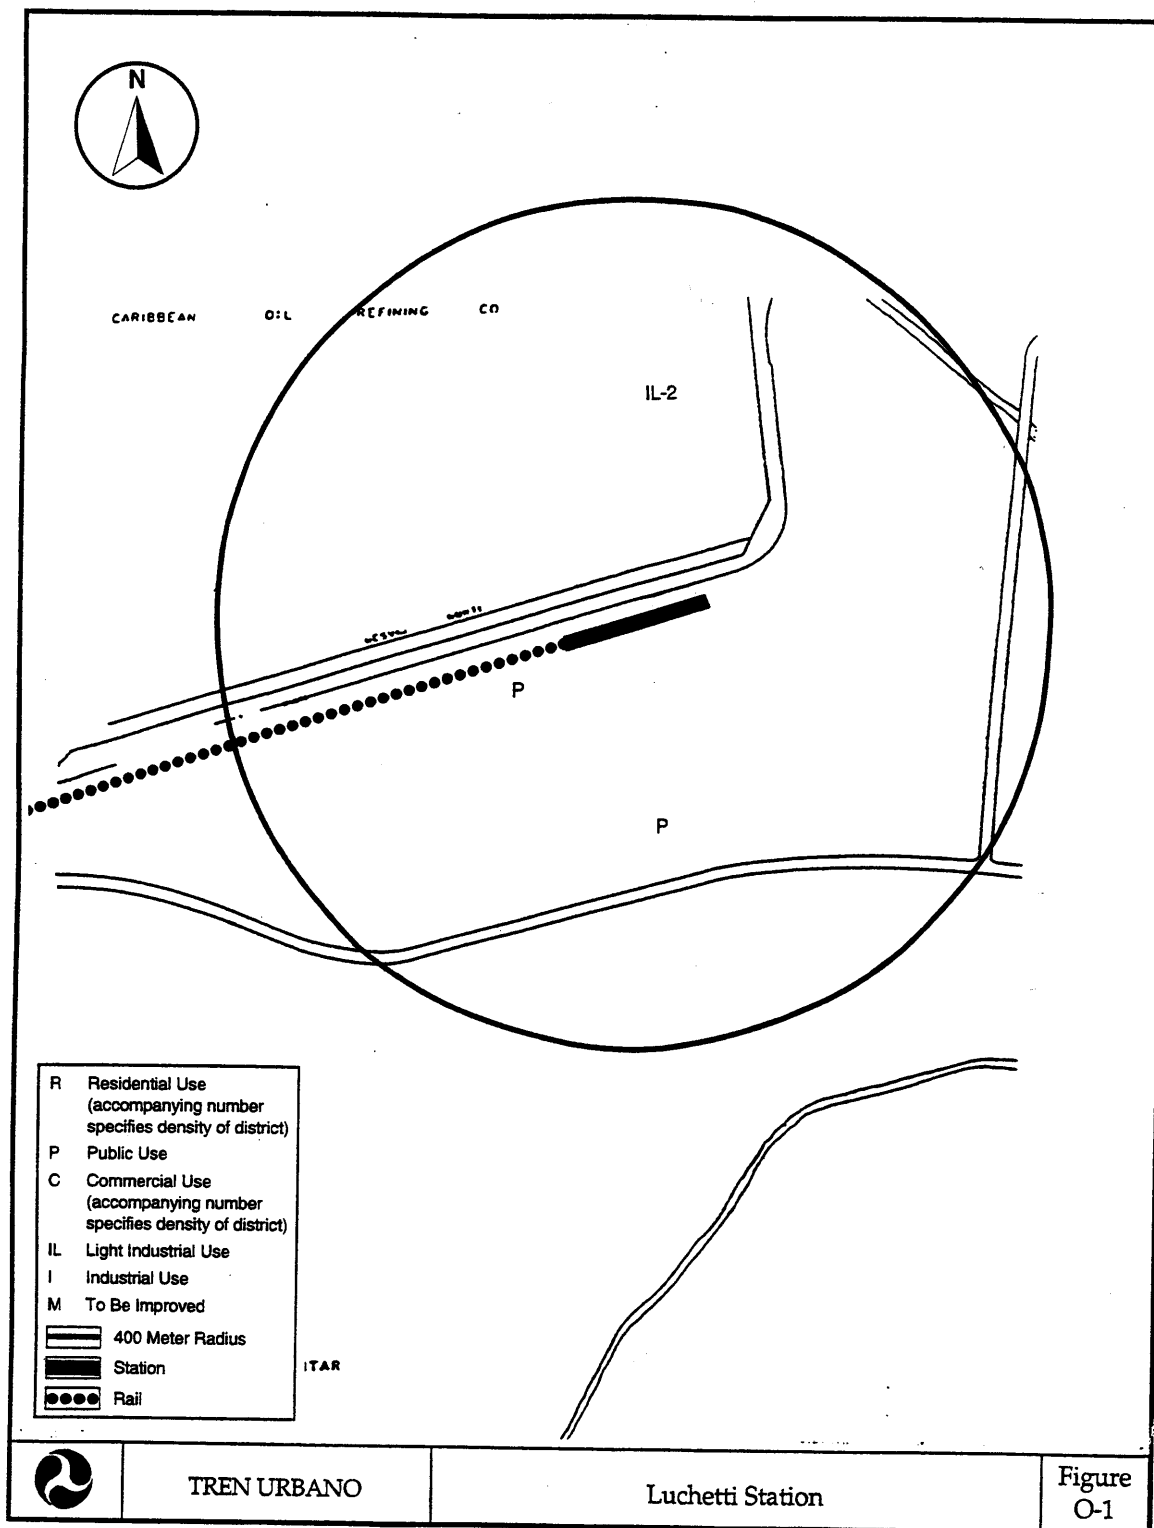 N
CARIBBEAN OIL REFINING CO
IL-2
P
P
R Residential Use
(accompanying number
specifies density of district)
P Public Use
C Commercial Use
(accompanying number
specifies density of district)
IL Light Industrial Use
I Industrial Use
M To Be Improved
400 Meter Radius
Station
Rail
ITAR
TREN URBANO
Luchetti Station
Figure
O-1